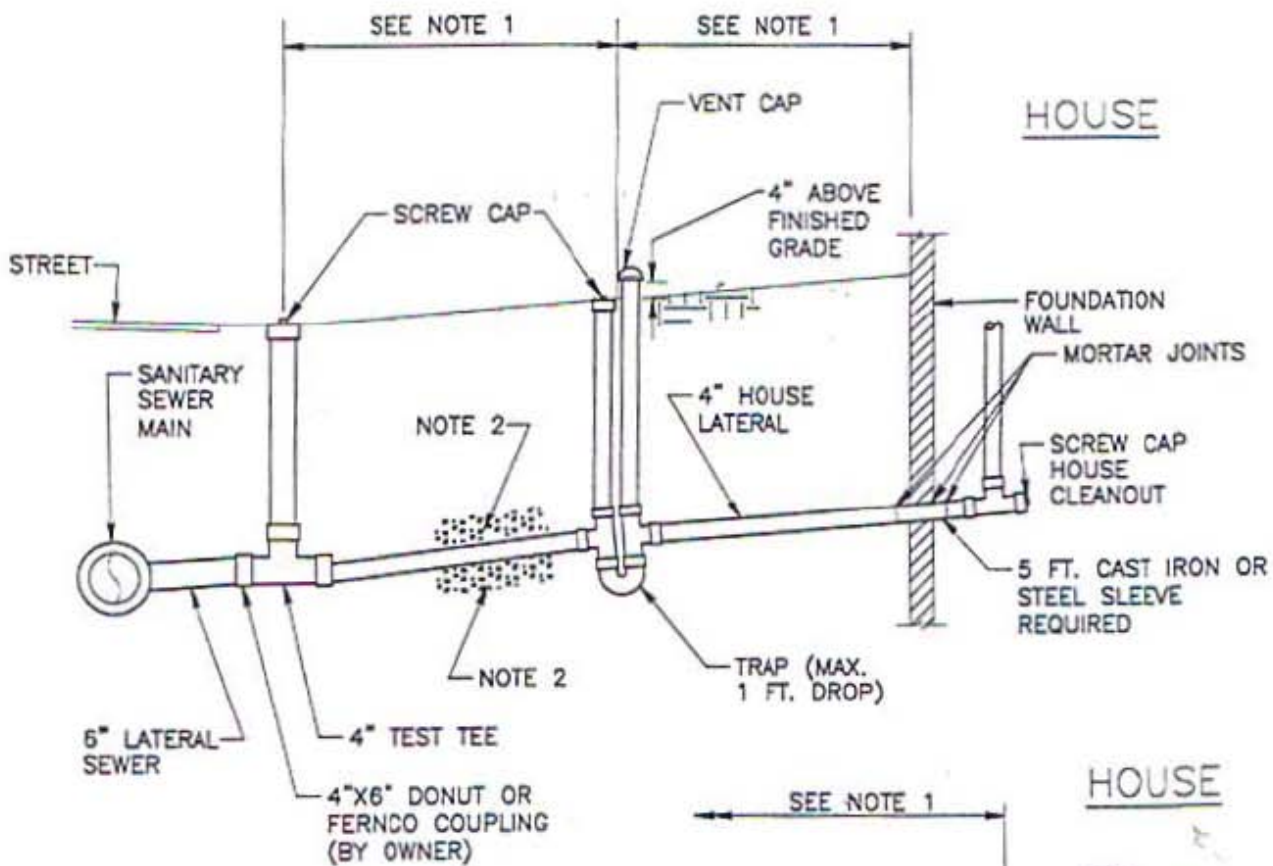 SEE NOTE 1
SEE NOTE 1
VENT CAP
HOUSE
4" ABOVE
FINISHED
GRADE
SCREW CAP
STREET
FOUNDATION
WALL
MORTAR JOINTS
SANITARY
SEWER
MAIN
4" HOUSE
LATERAL
NOTE 2
SCREW CAP
HOUSE
CLEANOUT
5 FT. CAST IRON OR
STEEL SLEEVE
REQUIRED
NOTE 2
TRAP (MAX.
1 FT. DROP)
6" LATERAL
SEWER
4" TEST TEE
4"X6" DONUT OR
FERNCO COUPLING
(BY OWNER)
SEE NOTE 1
HOUSE